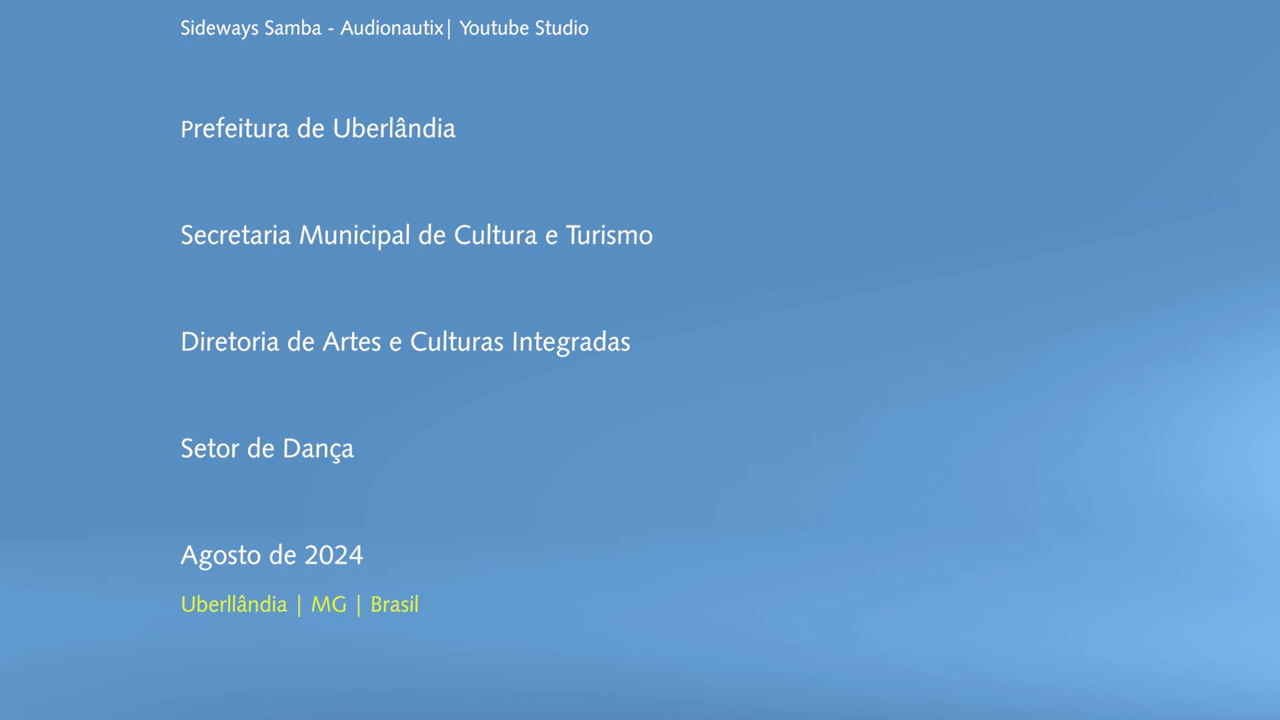 Sideways Samba - Audionautix| Youtube Studio
Prefeitura de Uberlândia
Secretaria Municipal de Cultura e Turismo
Diretoria de Artes e Culturas Integradas
Setor de Dança
Agosto de 2024
Uberllândia | MG | Brasil